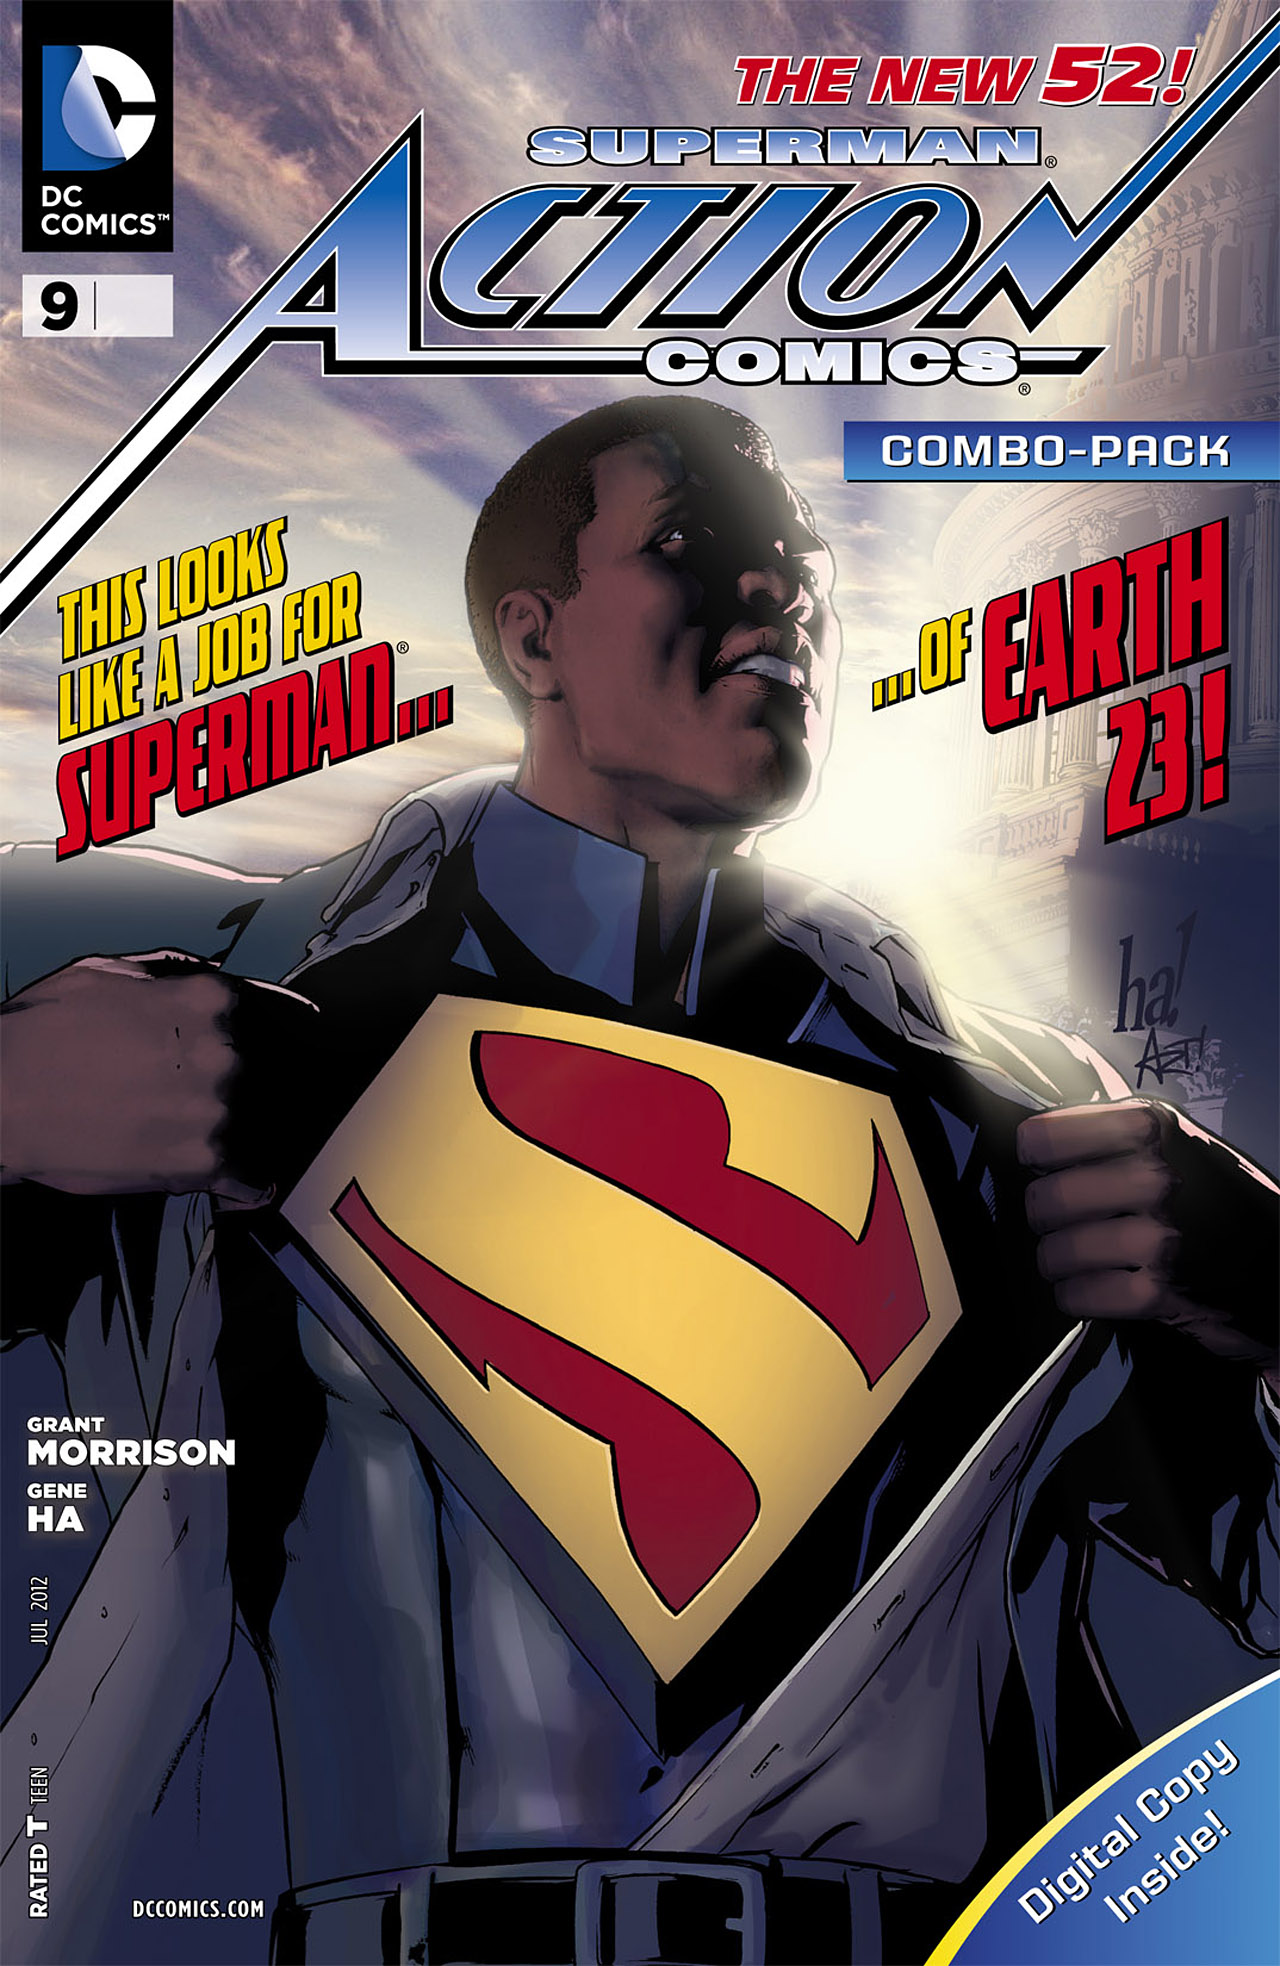 THE NEW 52!
SUPERMAN®
ACTION
COMICS®
DC
COMICS™
9
COMBO-PACK
THIS LOOKS
LIKE A JOB FOR
SUPERMAN®...
...OF EARTH
23!
ha!
GRANT
MORRISON
GENE
HA
JUL 2012
RATED T TEEN
DCCOMICS.COM
Digital Copy
Inside!